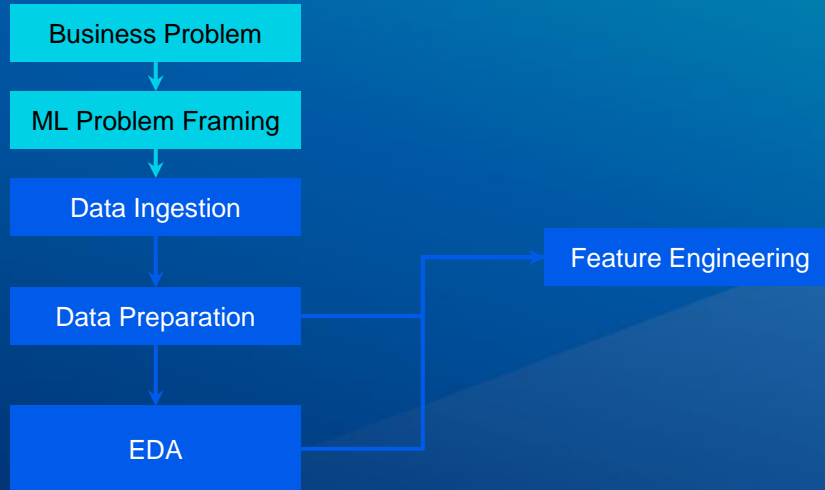 Business Problem
ML Problem Framing
Data Ingestion
Data Preparation
EDA
Feature Engineering